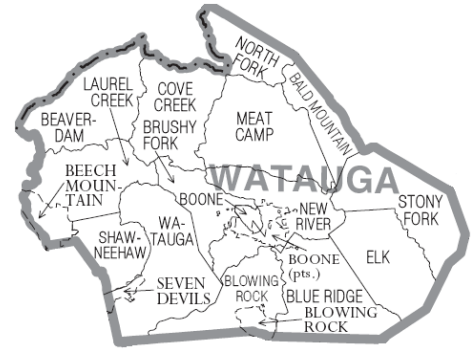 NORTH
FORK
BALD MOUNTAIN
LAUREL
CREEK
COVE
CREEK
BEAVER-
DAM
BRUSHY
FORK
MEAT
CAMP
BEECH
MOUN-
TAIN
WATAUGA
BOONE
NEW
RIVER
STONY
FORK
SHAW-
NEEHAW
WA-
TAUGA
BOONE
(pts.)
ELK
SEVEN
DEVILS
BLOWING
ROCK
BLUE RIDGE
BLOWING
ROCK